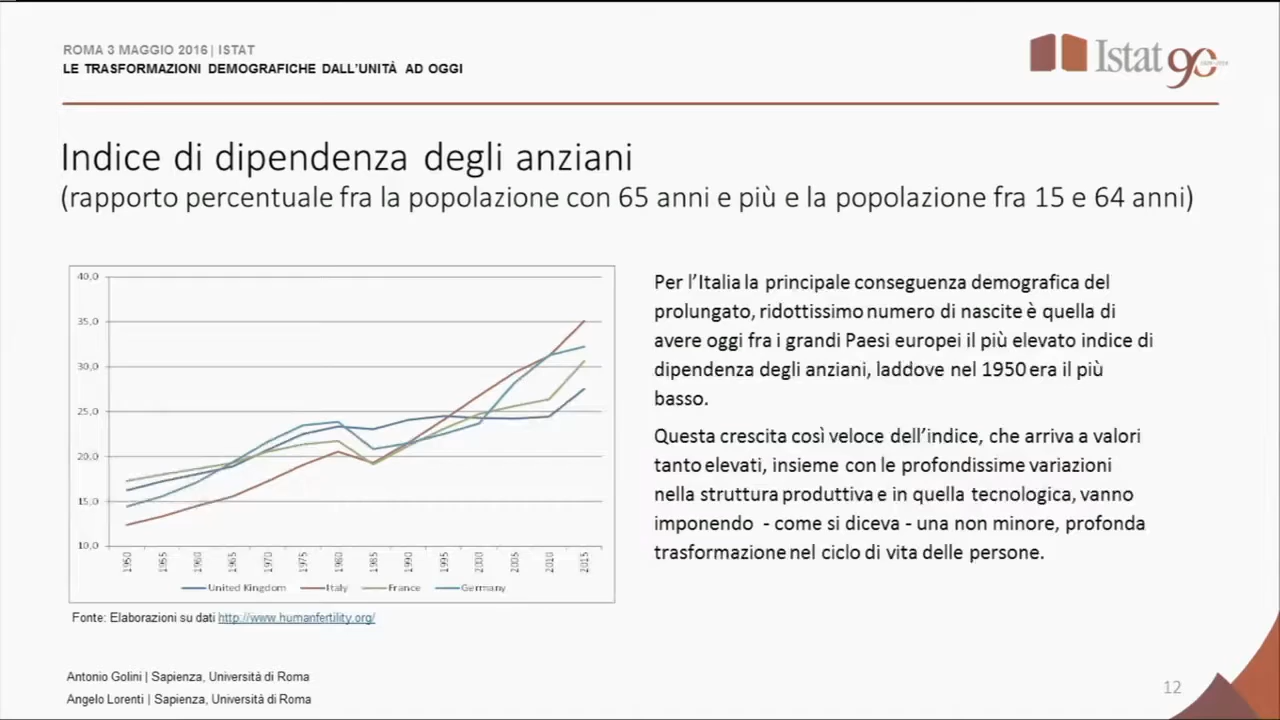 ROMA 3 MAGGIO 2016 | ISTAT
LE TRASFORMAZIONI DEMOGRAFICHE DALL'UNITÀ AD OGGI
Istat 90
Indice di dipendenza degli anziani
(rapporto percentuale fra la popolazione con 65 anni e più e la popolazione fra 15 e 64 anni)
40,0
35,0
30,0
25,0
20,0
15,0
10,0
1950 1955 1960 1965 1970 1975 1980 1985 1990 1995 2000 2005 2010 2015
United Kingdom Italy France Germany
Fonte: Elaborazioni su dati http://www.humanfertility.org/
Per l'Italia la principale conseguenza demografica del
prolungato, ridottissimo numero di nascite è quella di
avere oggi fra i grandi Paesi europei il più elevato indice di
dipendenza degli anziani, laddove nel 1950 era il più
basso.
Questa crescita così veloce dell'indice, che arriva a valori
tanto elevati, insieme con le profondissime variazioni
nella struttura produttiva e in quella tecnologica, vanno
imponendo - come si diceva - una non minore, profonda
trasformazione nel ciclo di vita delle persone.
Antonio Golini | Sapienza, Università di Roma
Angelo Lorenti | Sapienza, Università di Roma
12